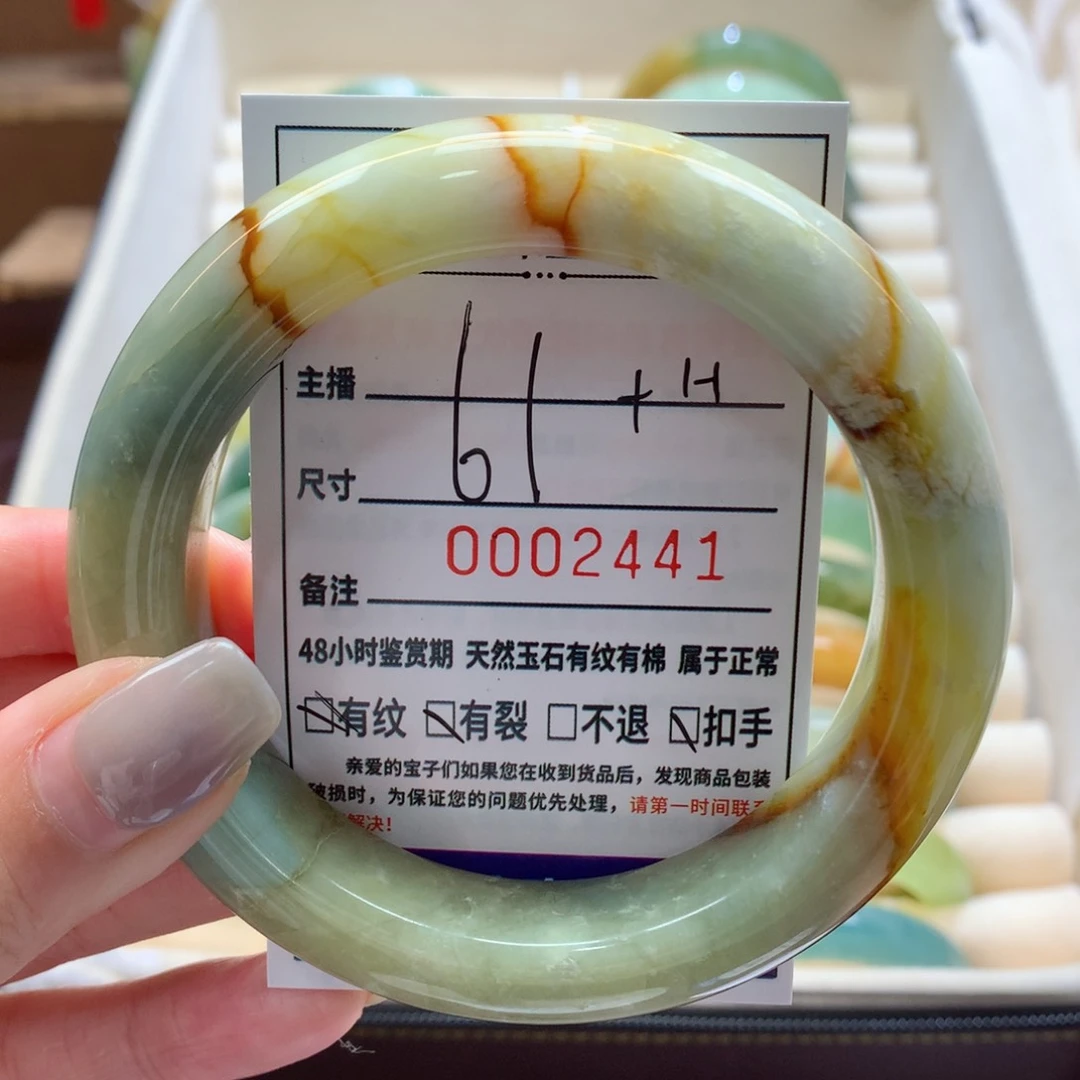 主播
61 +H
尺寸
0002441
备注
48小时鉴赏期 天然玉石有纹有棉 属于正常
有纹 有裂 不退 扣手
亲爱的宝子们如果您在收到货品后，发现商品包装
破损时，为保证您的问题优先处理，请第一时间联系
解决！